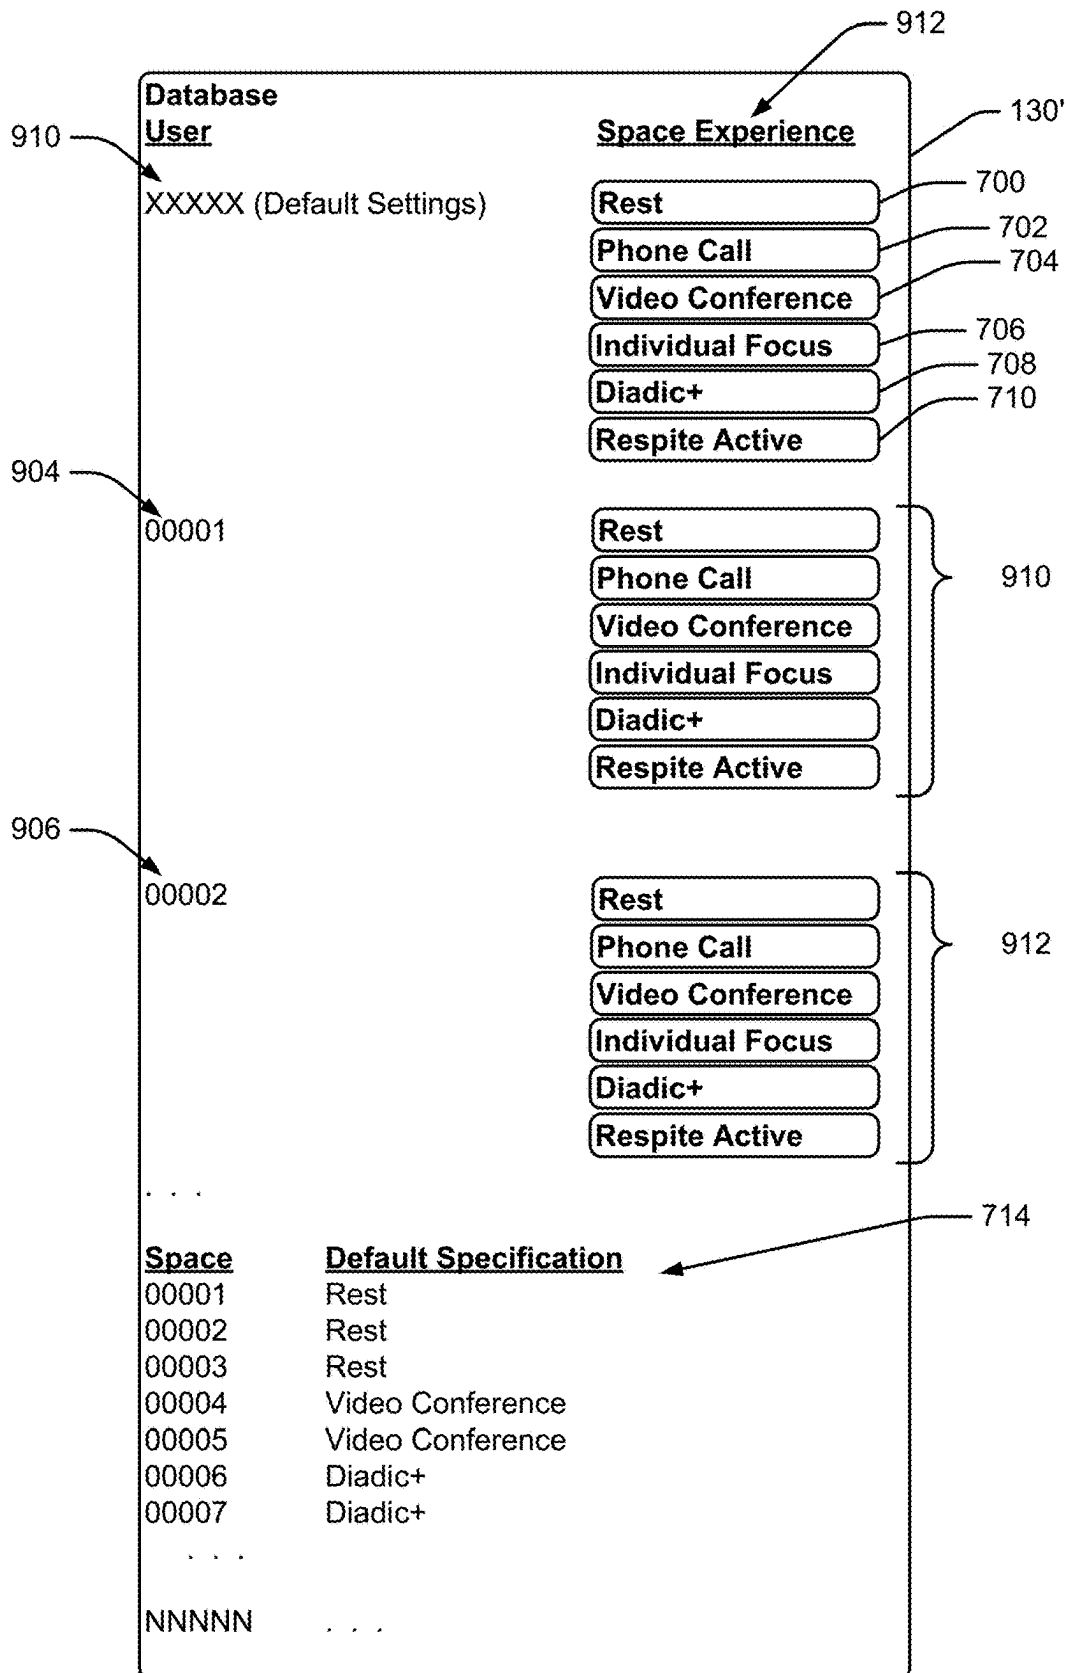 912
Database
130'
910
User
Space Experience
XXXXX (Default Settings)
Rest
700
Phone Call
702
Video Conference
704
Individual Focus
706
Diadic+
708
Respite Active
710
904
00001
Rest
Phone Call
910
Video Conference
Individual Focus
Diadic+
Respite Active
906
00002
Rest
Phone Call
912
Video Conference
Individual Focus
Diadic+
Respite Active
. . .
714
Space Default Specification
00001 Rest
00002 Rest
00003 Rest
00004 Video Conference
00005 Video Conference
00006 Diadic+
00007 Diadic+
. . .
NNNNN . . .